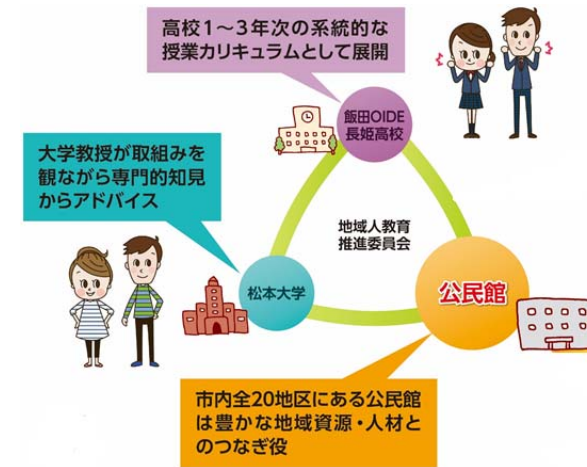 高校1～3年次の系統的な
授業カリキュラムとして展開
飯田OIDE
長姫高校
大学教授が取組みを
観ながら専門的知見
からアドバイス
地域人教育
推進委員会
松本大学
公民館
市内全20地区にある公民館
は豊かな地域資源・人材と
のつなぎ役